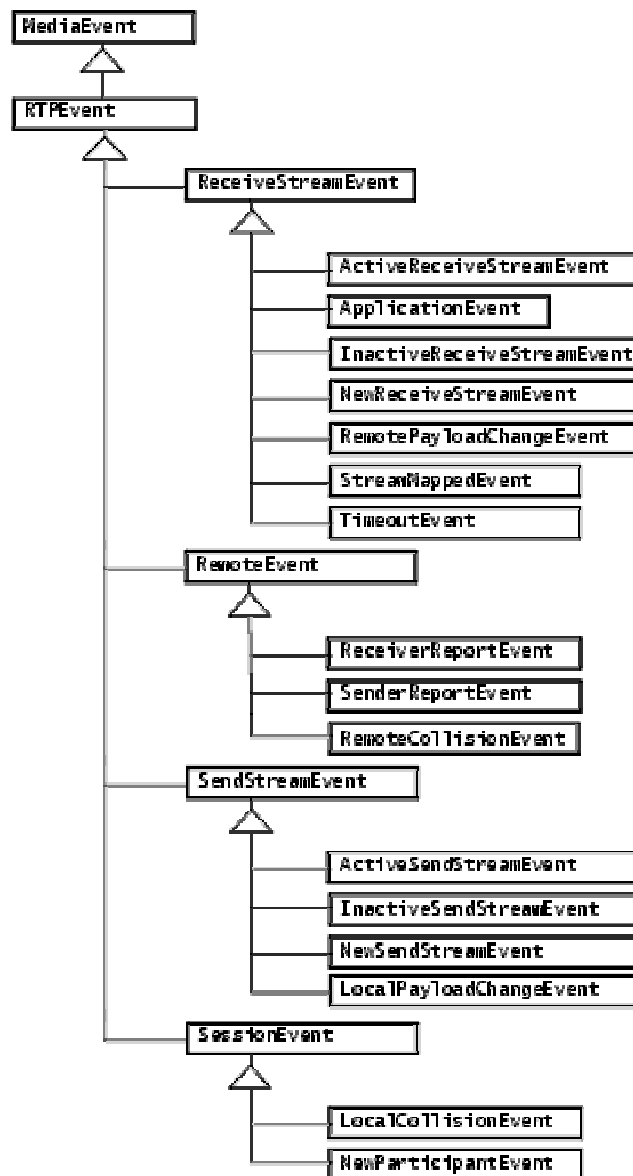 MediaEvent
RTPEvent
ReceiveStreamEvent
ActiveReceiveStreamEvent
ApplicationEvent
InactiveReceiveStreamEvent
NewReceiveStreamEvent
RemotePayloadChangeEvent
StreamMappedEvent
TimeoutEvent
RemoteEvent
ReceiverReportEvent
SenderReportEvent
RemoteCollisionEvent
SendStreamEvent
ActiveSendStreamEvent
InactiveSendStreamEvent
NewSendStreamEvent
LocalPayloadChangeEvent
SessionEvent
LocalCollisionEvent
NewParticipantEvent